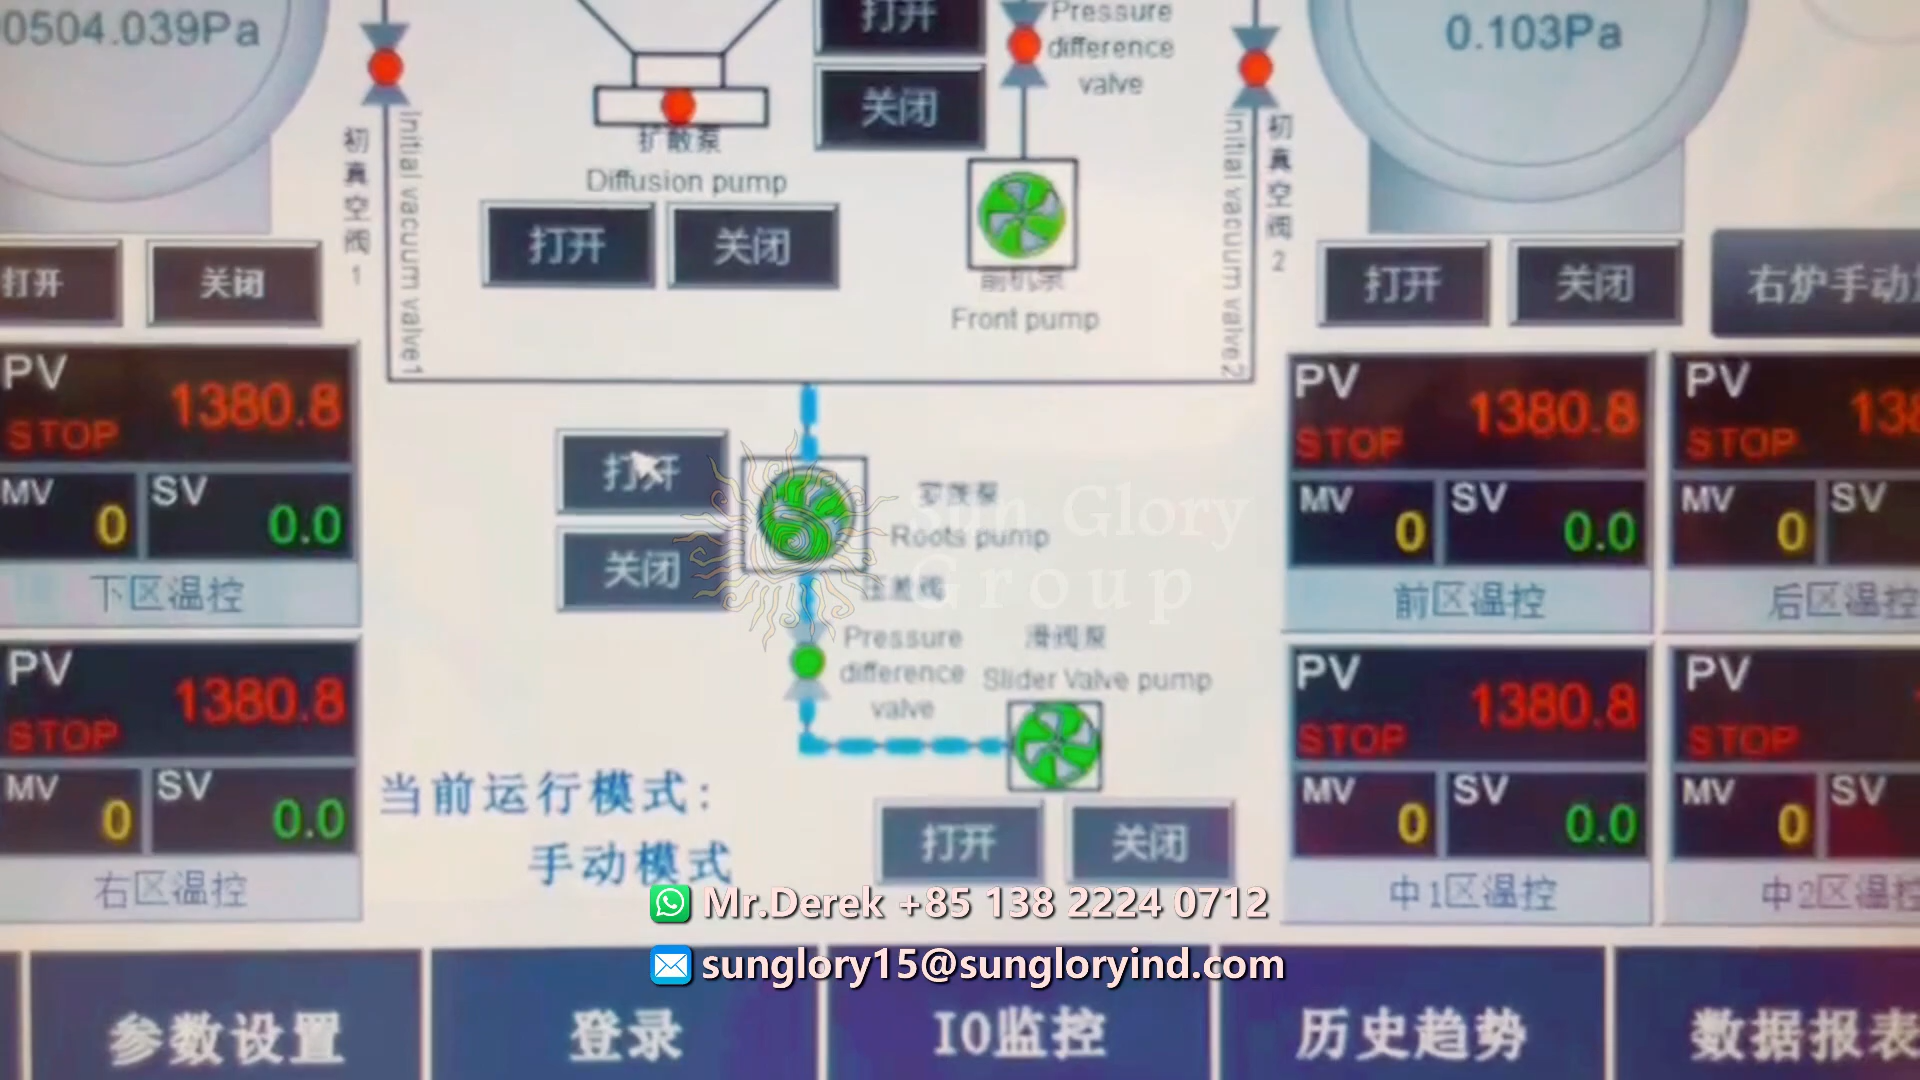 0504.039Pa
打开
Pressure
difference
valve
0.103Pa
关闭
初真空阀1
Initial vacuum valve1
扩散泵
Diffusion pump
打开
关闭
前机泵
Front pump
初真空阀2
Initial vacuum valve2
打开
关闭
打开
关闭
右炉手动
PV
1380.8
STOP
MV
0
SV
0.0
下区温控
PV
1380.8
STOP
MV
0
SV
0.0
右区温控
打开
关闭
罗茨泵
Roots pump
压差阀
Pressure
difference
valve
滑阀泵
Slider Valve pump
打开
关闭
Sun Glory
Group
当前运行模式:
手动模式
PV
1380.8
STOP
MV
0
SV
0.0
前区温控
PV
138
STOP
MV
0
SV
后区温控
PV
1380.8
STOP
MV
0
SV
0.0
中1区温控
PV
STOP
MV
0
SV
中2区温控
Mr.Derek +85 138 2224 0712
sunglory15@sungloryind.com
参数设置
登录
IO监控
历史趋势
数据报表